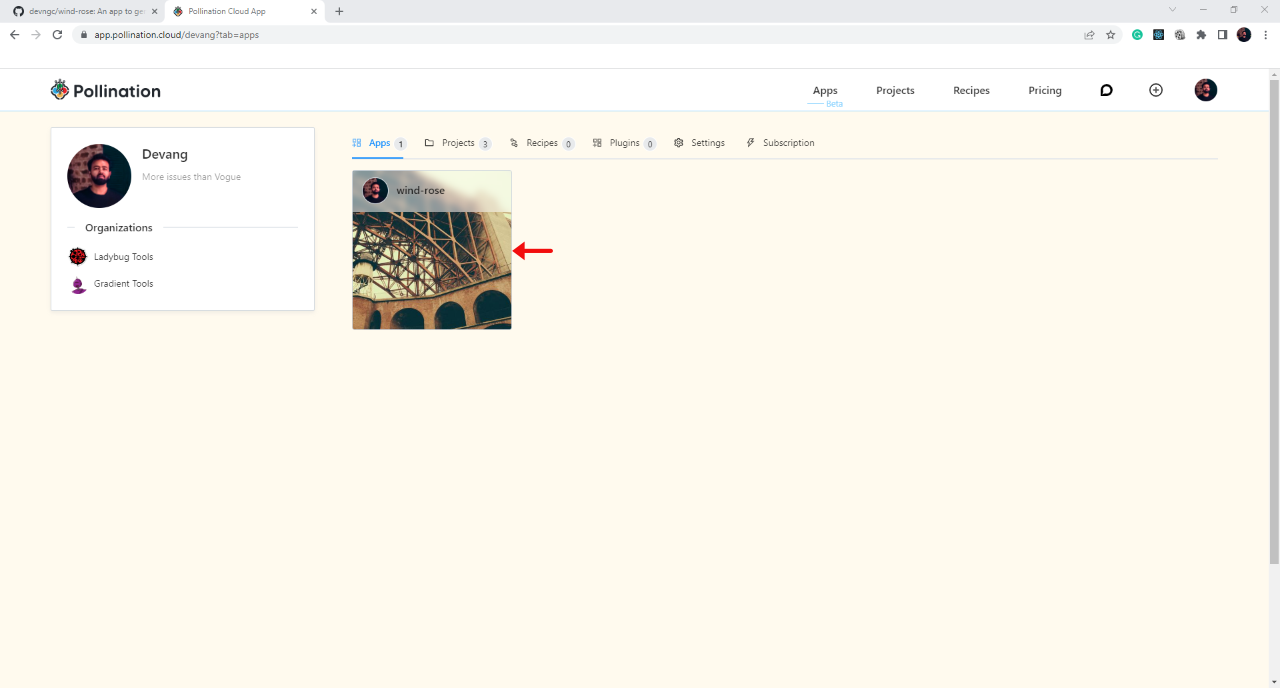 devngc/wind-rose: An app to ge
Pollination Cloud App
app.pollination.cloud/devang?tab=apps
Pollination
Apps
Beta
Projects
Recipes
Pricing
Devang
More issues than Vogue
Organizations
Ladybug Tools
Gradient Tools
Apps 1
Projects 3
Recipes 0
Plugins 0
Settings
Subscription
wind-rose